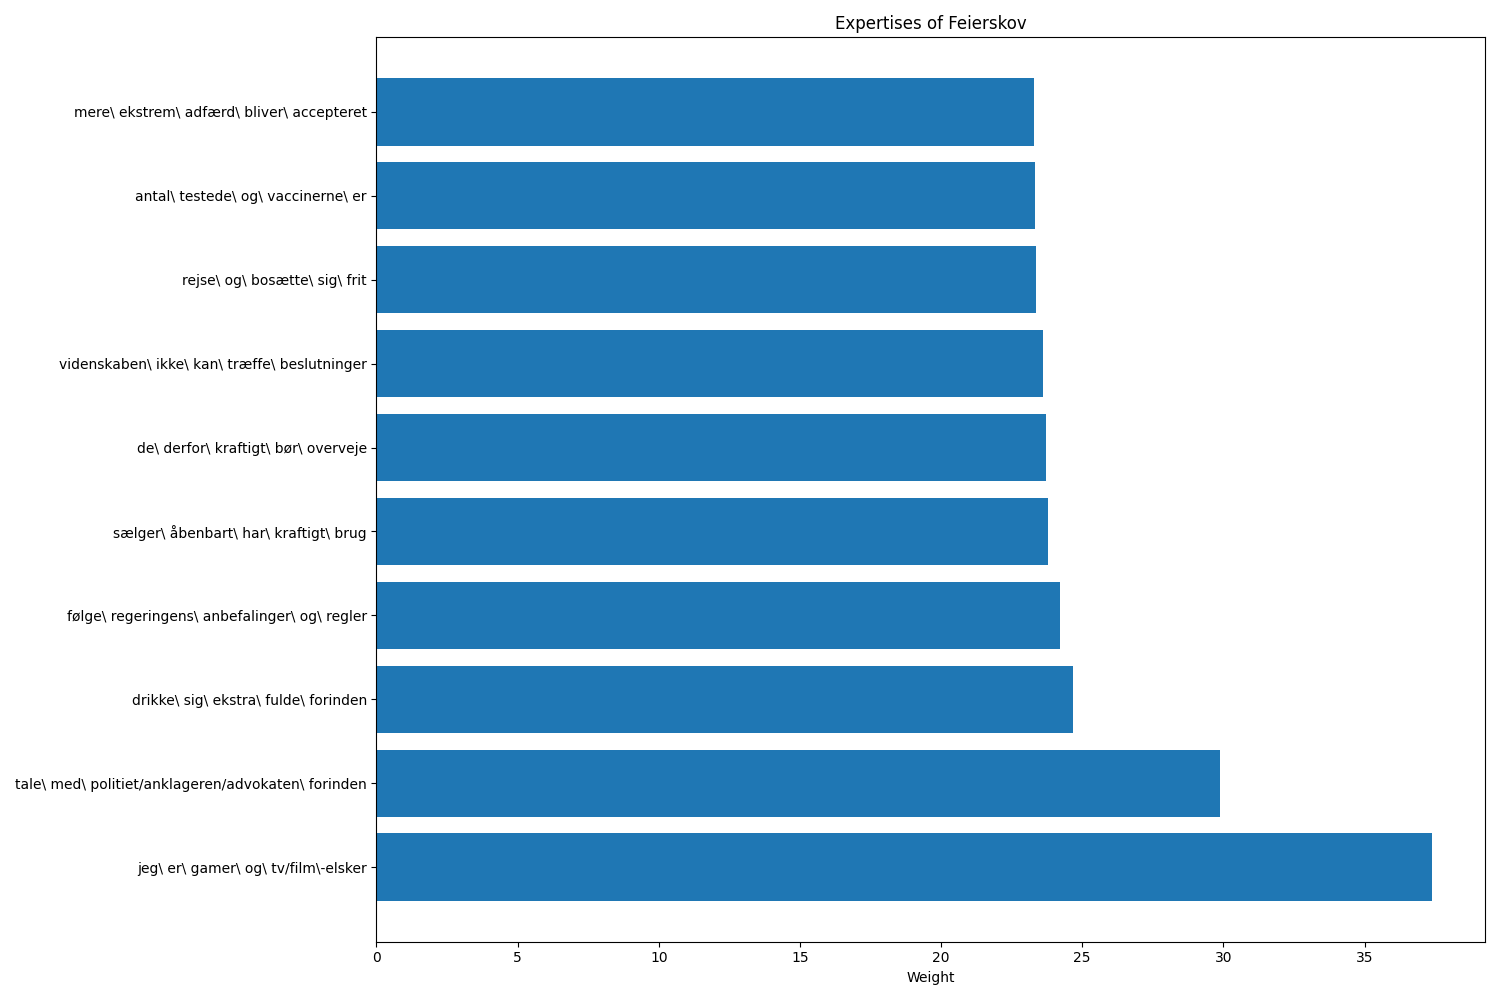 Expertises of Feierskov
mere\ ekstrem\ adfærd\ bliver\ accepteret
antal\ testede\ og\ vaccinerne\ er
rejse\ og\ bosætte\ sig\ frit
videnskaben\ ikke\ kan\ træffe\ beslutninger
de\ derfor\ kraftigt\ bør\ overveje
sælger\ åbenbart\ har\ kraftigt\ brug
følge\ regeringens\ anbefalinger\ og\ regler
drikke\ sig\ ekstra\ fulde\ forinden
tale\ med\ politiet/anklageren/advokaten\ forinden
jeg\ er\ gamer\ og\ tv/film\-elsker
0 5 10 15 20 25 30 35
Weight